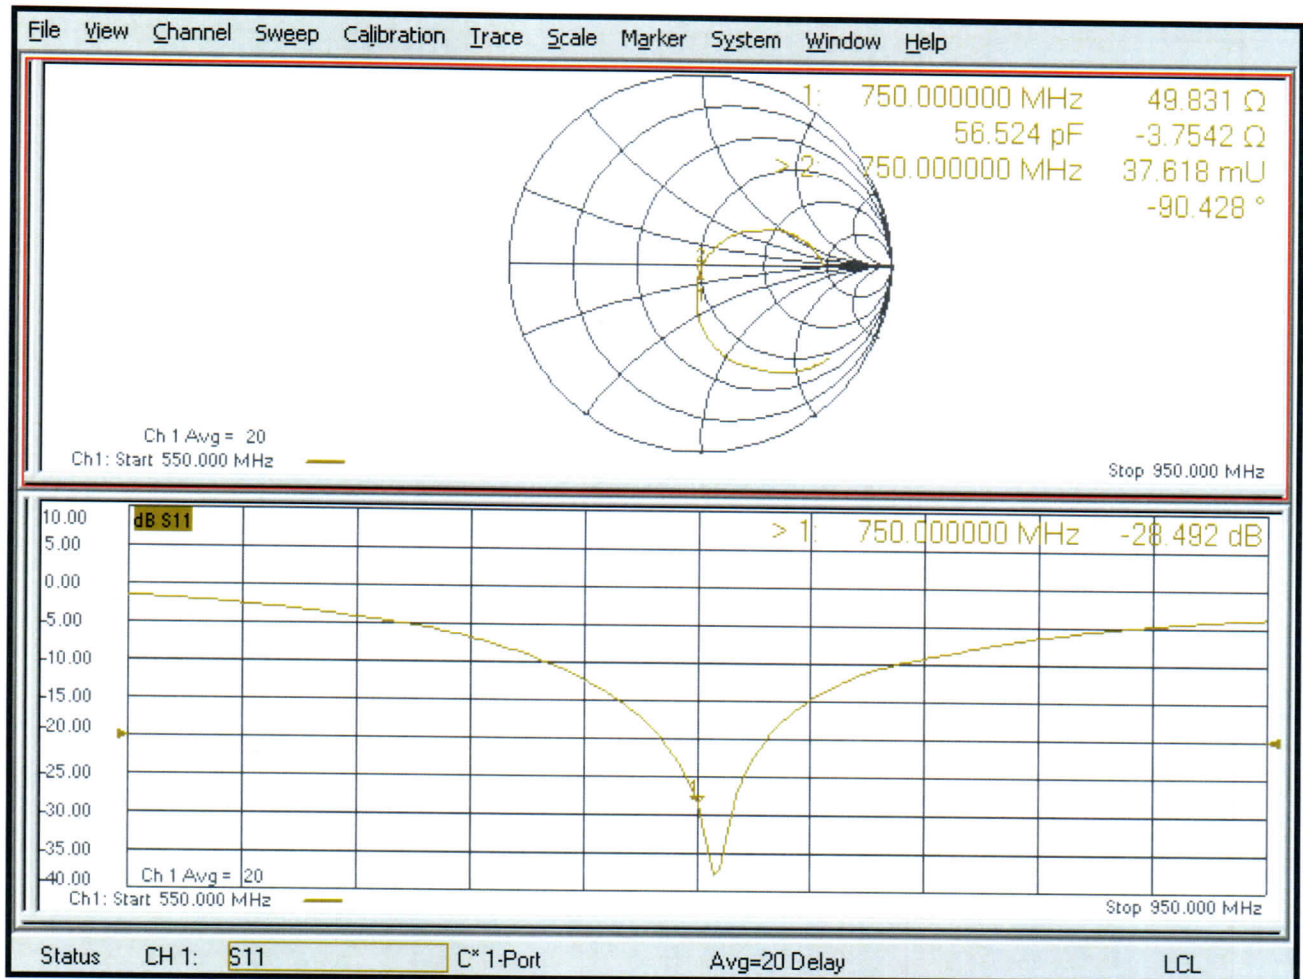 File View Channel Sweep Calibration Trace Scale Marker System Window Help
1: 750.000000 MHz 49.831 Ω
56.524 pF -3.7542 Ω
> 2: 750.000000 MHz 37.618 mU
-90.428 °
Ch 1 Avg = 20
Ch1: Start 550.000 MHz
Stop 950.000 MHz
10.00
dB S11
> 1: 750.000000 MHz -28.492 dB
5.00
0.00
-5.00
-10.00
-15.00
-20.00
-25.00
-30.00
-35.00
-40.00
1
Ch 1 Avg = 20
Ch1: Start 550.000 MHz
Stop 950.000 MHz
Status CH 1: S11 C* 1-Port Avg=20 Delay LCL